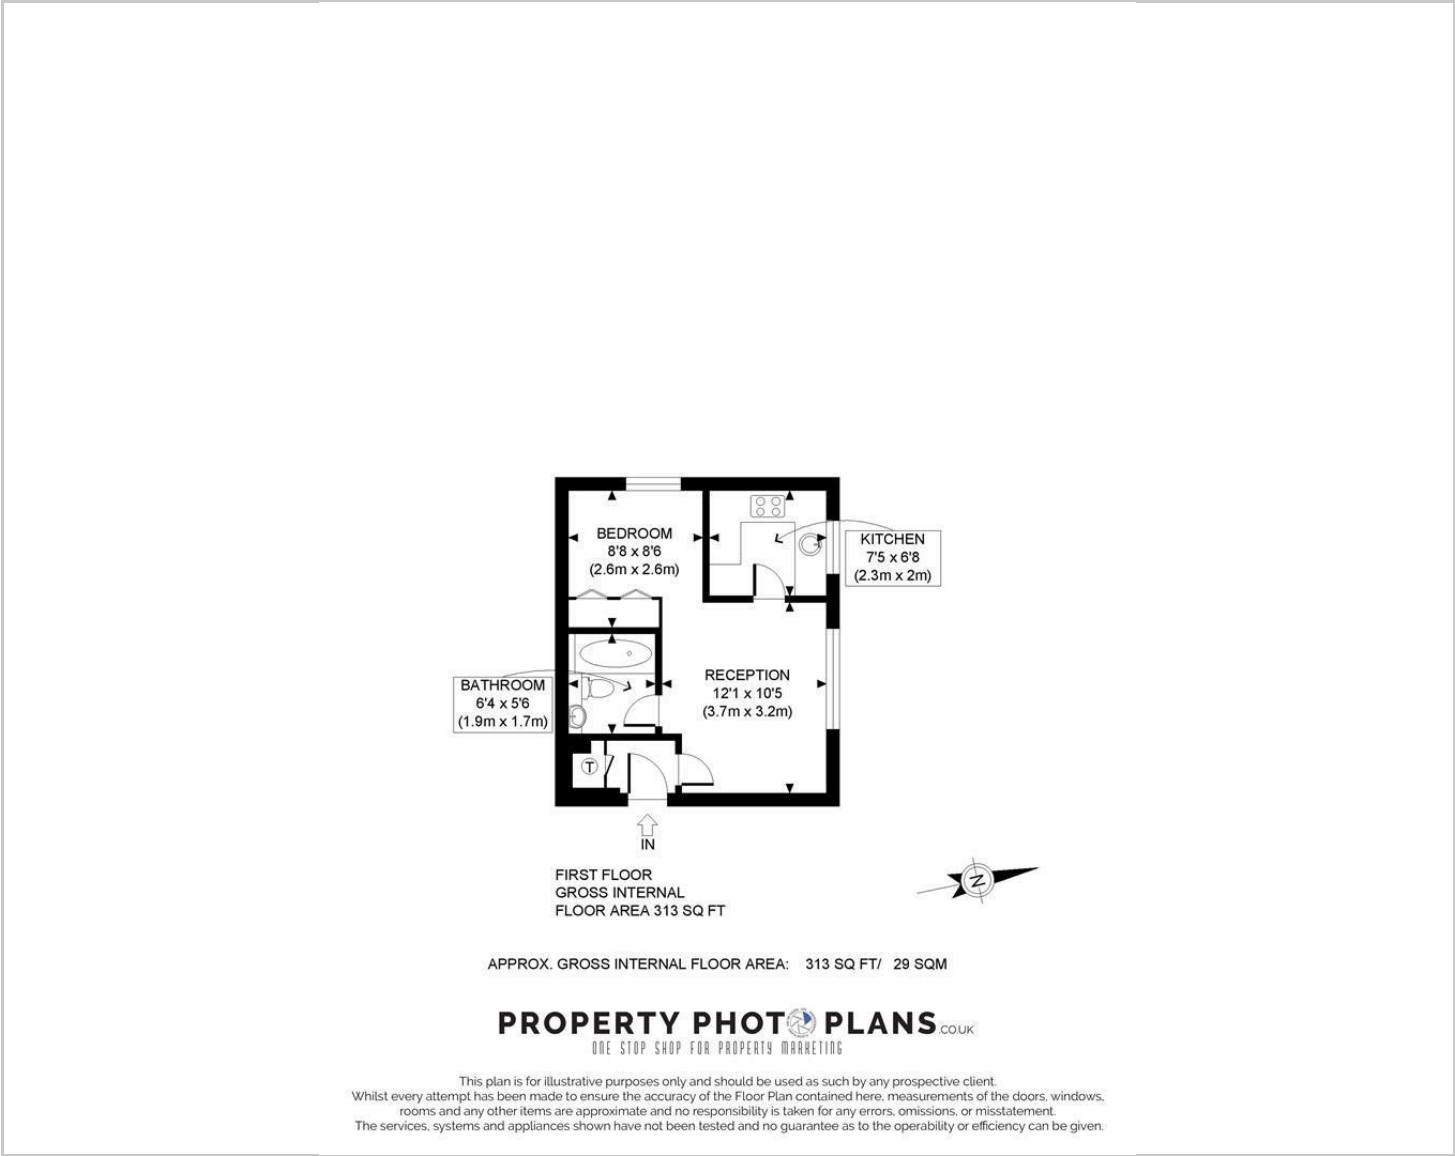 BEDROOM
8'8 x 8'6
(2.6m x 2.6m)
KITCHEN
7'5 x 6'8
(2.3m x 2m)
RECEPTION
12'1 x 10'5
(3.7m x 3.2m)
BATHROOM
6'4 x 5'6
(1.9m x 1.7m)
T
IN
FIRST FLOOR
GROSS INTERNAL
FLOOR AREA 313 SQ FT
N
APPROX. GROSS INTERNAL FLOOR AREA: 313 SQ FT/ 29 SQM
PROPERTY PHOTO PLANS.CO.UK
ONE STOP SHOP FOR PROPERTY MARKETING
This plan is for illustrative purposes only and should be used as such by any prospective client.
Whilst every attempt has been made to ensure the accuracy of the Floor Plan contained here, measurements of the doors, windows,
rooms and any other items are approximate and no responsibility is taken for any errors, omissions, or misstatement.
The services, systems and appliances shown have not been tested and no guarantee as to the operability or efficiency can be given.